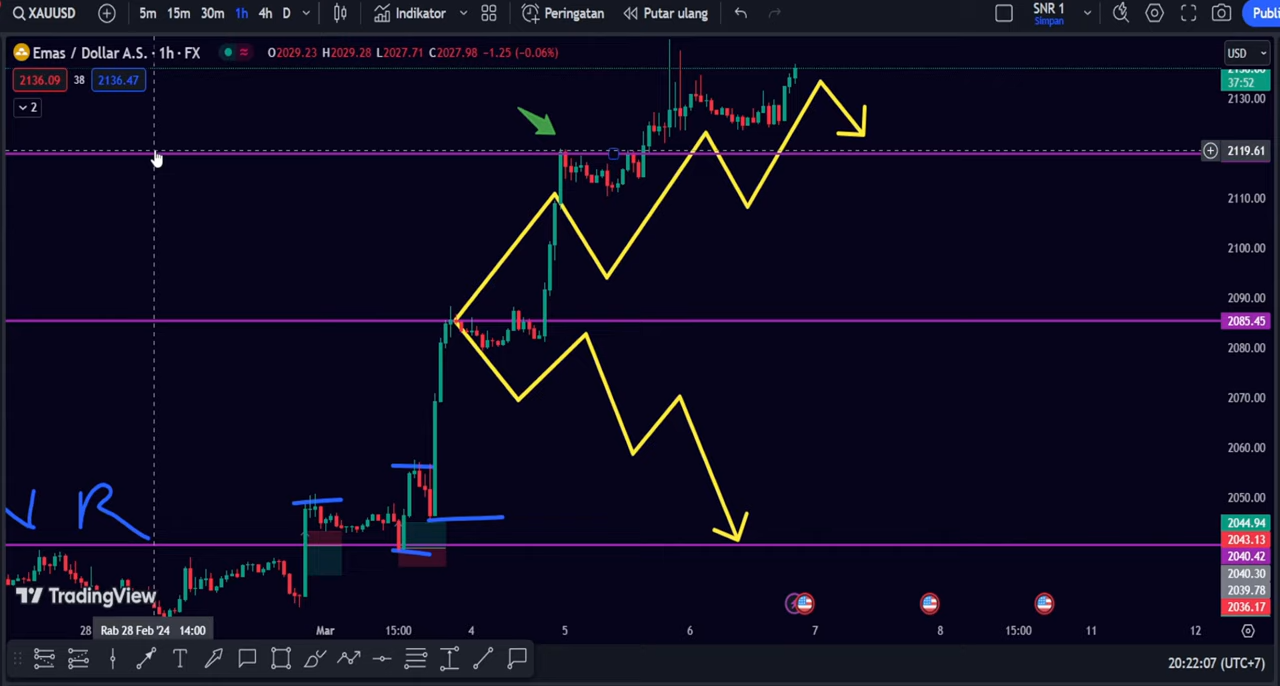 XAUUSD 5m 15m 30m 1h 4h D Indikator Peringatan Putar ulang SNR 1 Publi
Simpan
Emas / Dollar A.S. · 1h · FX O2029.23 H2029.28 L2027.71 C2027.98 −1.25 (−0.06%) USD
2136.09 38 2136.47
37:52
2130.00
2
2119.61
2110.00
2100.00
2090.00
2085.45
2080.00
2070.00
2060.00
2050.00
R
2044.94
2043.13
2040.42
2040.30
2039.78
2036.17
TradingView
28 Rab 28 Feb '24 14:00 Mar 15:00 4 5 6 7 8 15:00 11 12
20:22:07 (UTC+7)